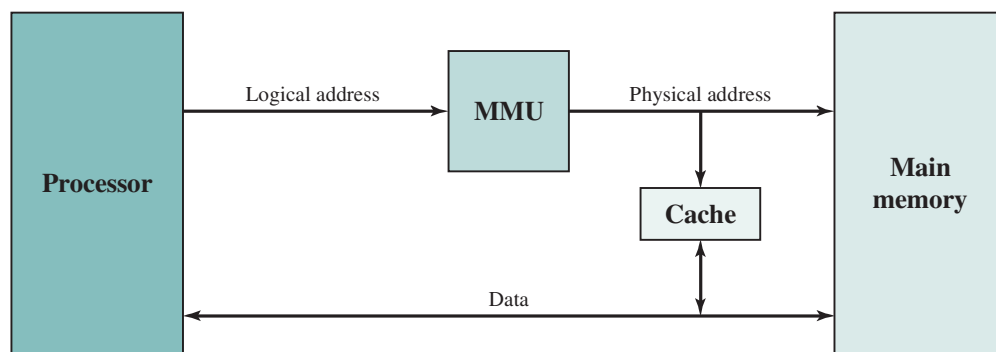 Logical address
MMU
Physical address
Processor
Main
memory
Cache
Data